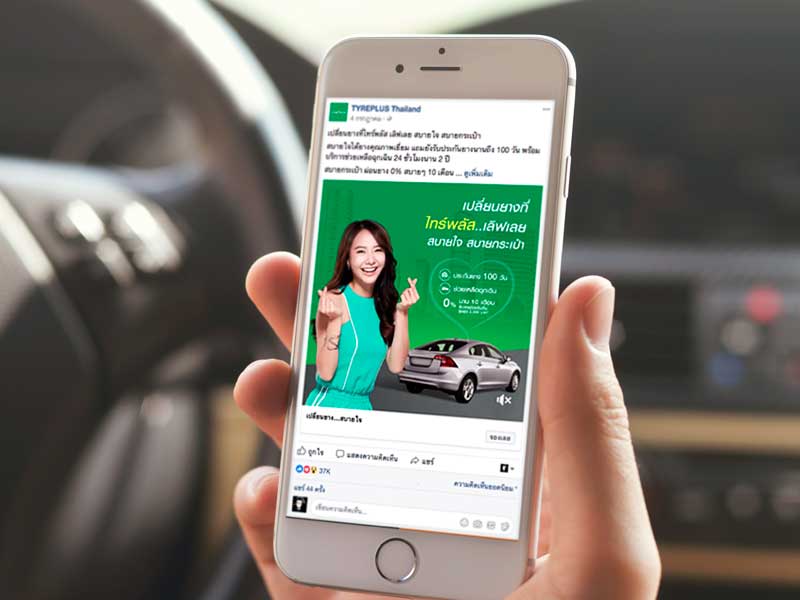 TYREPLUS Thailand
4 กรกฎาคม
เปลี่ยนยางที่ไทร์พลัส เลิฟเลย สบายใจ สบายกระเป๋า
สบายใจได้ยางคุณภาพเยี่ยม แถมยังรับประกันยางนานถึง 100 วัน พร้อม
บริการช่วยเหลือฉุกเฉิน 24 ชั่วโมงนาน 2 ปี
สบายกระเป๋า ผ่อนยาง 0% สบายๆ 10 เดือน ... ดูเพิ่มเติม
เปลี่ยนยางที่
ไทร์พลัส..เลิฟเลย
สบายใจ สบายกระเป๋า
ประกันยาง 100 วัน
ช่วยเหลือฉุกเฉิน
0% นาน 10 เดือน
เปลี่ยนยาง...สบายใจ
จองเลย
ถูกใจ แสดงความคิดเห็น แชร์
37K ความคิดเห็นยอดนิยม
แชร์ 44 ครั้ง
เขียนความคิดเห็น...